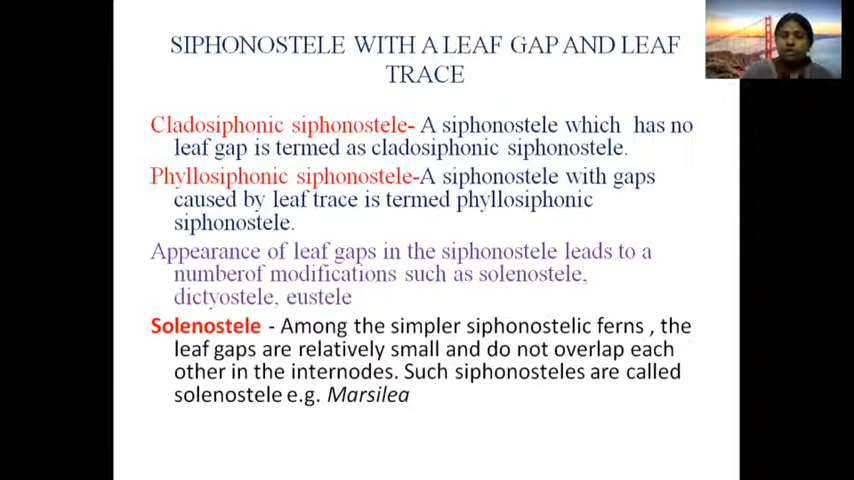 SIPHONOSTELE WITH A LEAF GAP AND LEAF
TRACE
Cladosiphonic siphonostele- A siphonostele which has no
leaf gap is termed as cladosiphonic siphonostele.
Phyllosiphonic siphonostele-A siphonostele with gaps
caused by leaf trace is termed phyllosiphonic
siphonostele.
Appearance of leaf gaps in the siphonostele leads to a
numberof modifications such as solenostele,
dictyostele, eustele
Solenostele - Among the simpler siphonostelic ferns , the
leaf gaps are relatively small and do not overlap each
other in the internodes. Such siphonosteles are called
solenostele e.g. Marsilea